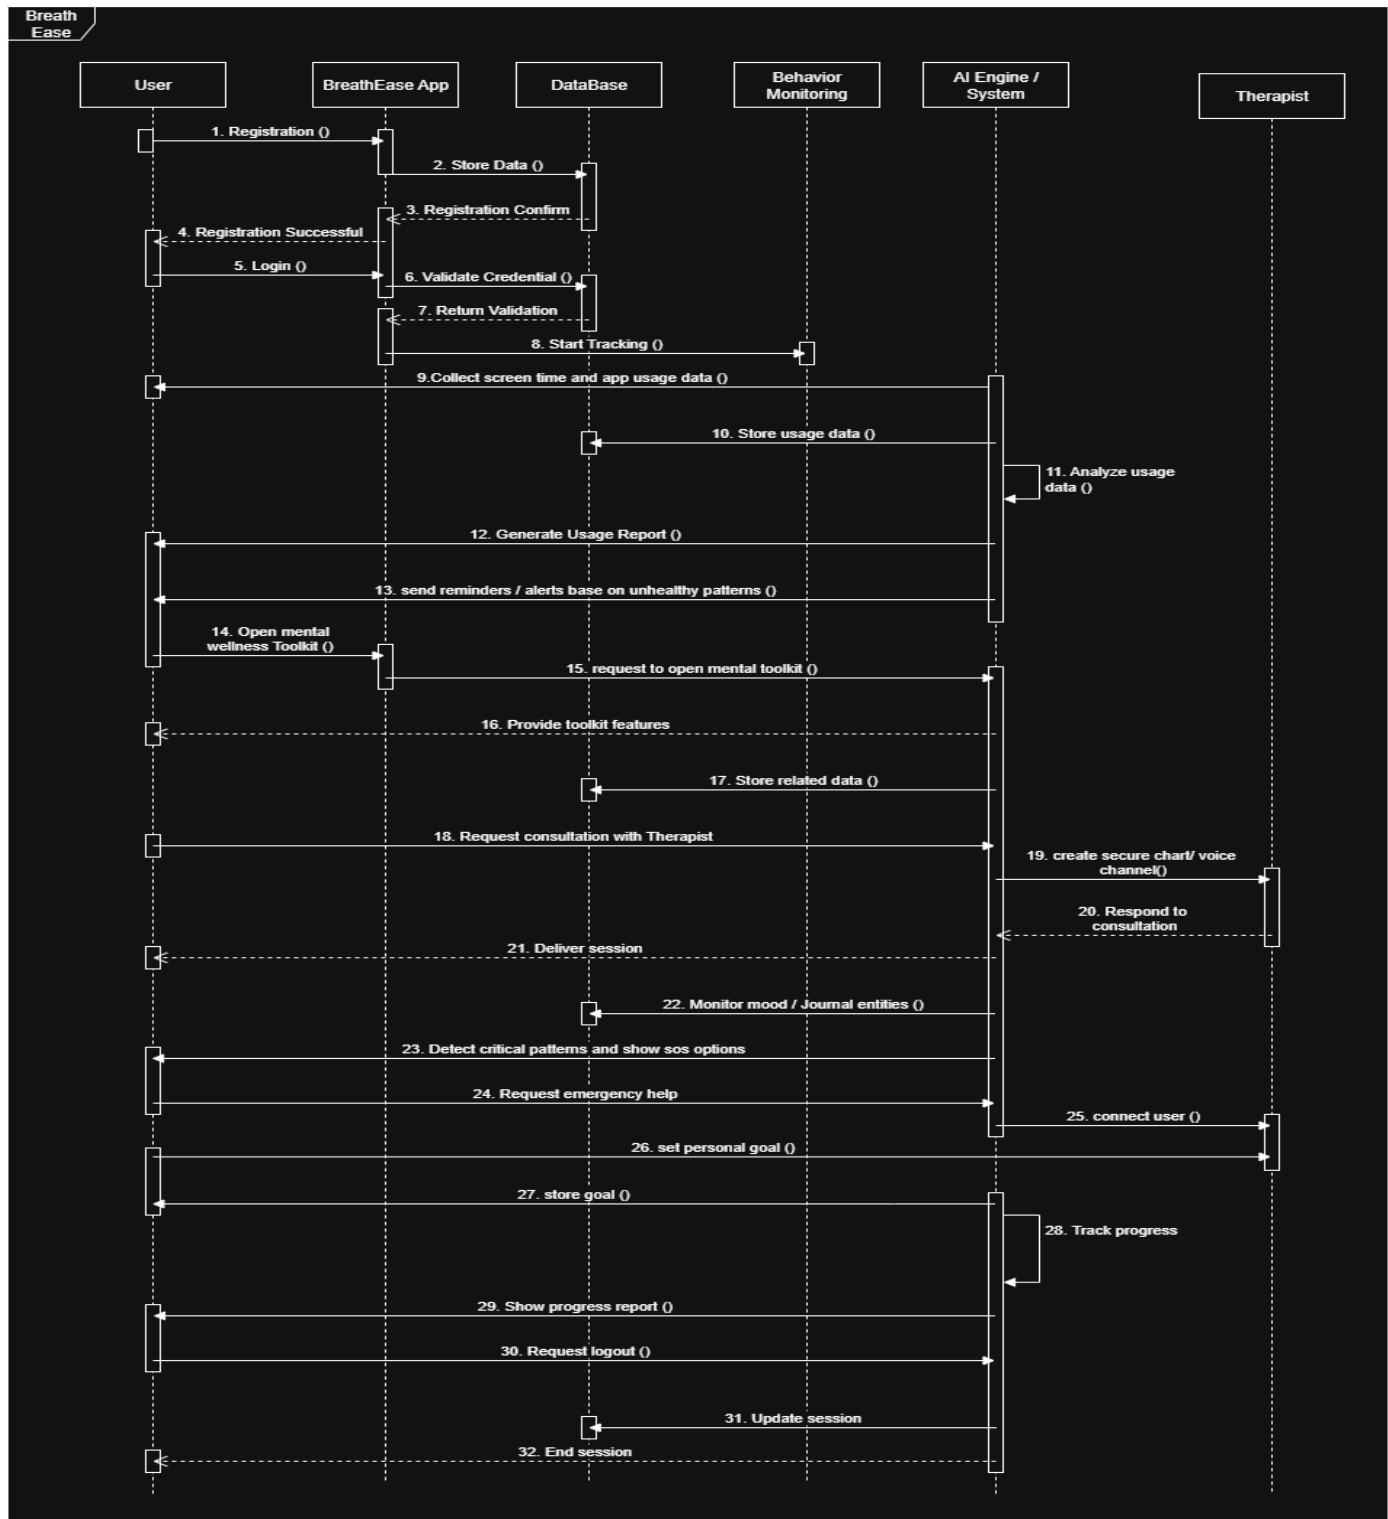 Breath
Ease
User
BreathEase App
DataBase
Behavior
Monitoring
AI Engine /
System
Therapist
1. Registration ()
2. Store Data ()
3. Registration Confirm
4. Registration Successful
5. Login ()
6. Validate Credential ()
7. Return Validation
8. Start Tracking ()
9.Collect screen time and app usage data ()
10. Store usage data ()
11. Analyze usage
data ()
12. Generate Usage Report ()
13. send reminders / alerts base on unhealthy patterns ()
14. Open mental
wellness Toolkit ()
15. request to open mental toolkit ()
16. Provide toolkit features
17. Store related data ()
18. Request consultation with Therapist
19. create secure chart/ voice
channel()
20. Respond to
consultation
21. Deliver session
22. Monitor mood / Journal entities ()
23. Detect critical patterns and show sos options
24. Request emergency help
25. connect user ()
26. set personal goal ()
27. store goal ()
28. Track progress
29. Show progress report ()
30. Request logout ()
31. Update session
32. End session